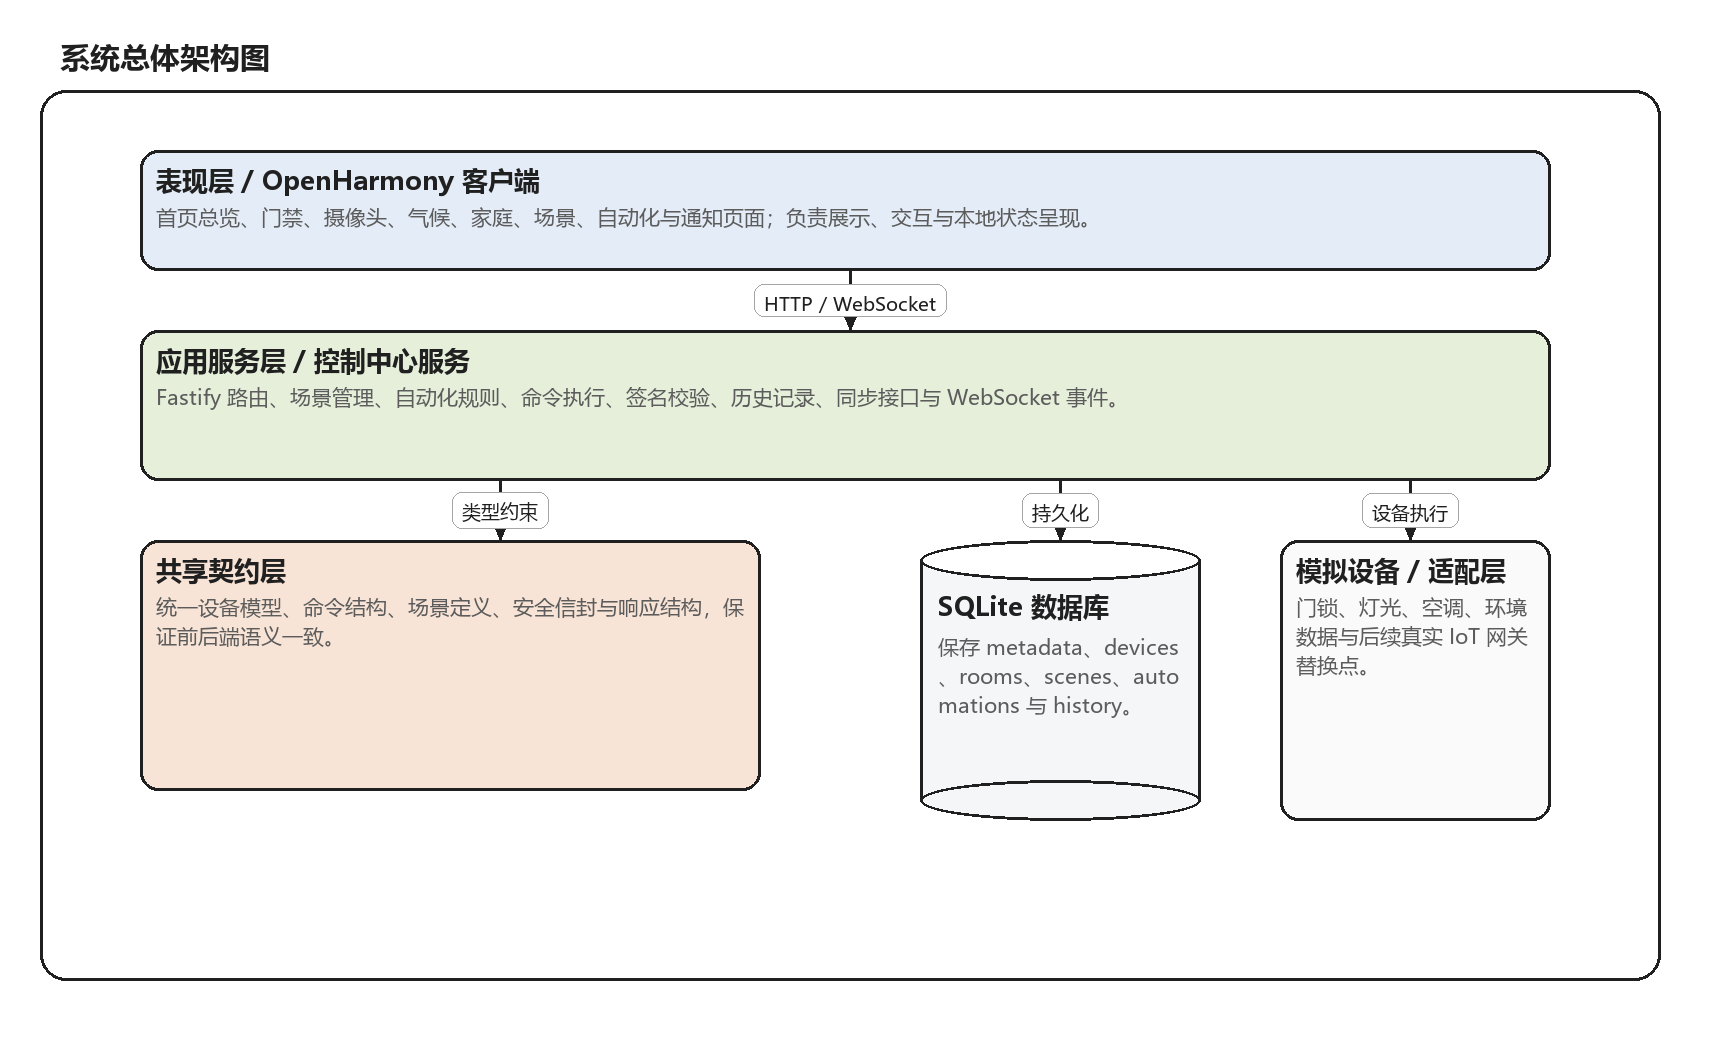 系统总体架构图
表现层 / OpenHarmony 客户端
首页总览、门禁、摄像头、气候、家庭、场景、自动化与通知页面；负责展示、交互与本地状态呈现。
HTTP / WebSocket
应用服务层 / 控制中心服务
Fastify 路由、场景管理、自动化规则、命令执行、签名校验、历史记录、同步接口与 WebSocket 事件。
类型约束
持久化
设备执行
共享契约层
统一设备模型、命令结构、场景定义、安全信封与响应结构，保
证前后端语义一致。
SQLite 数据库
保存 metadata、devices
、rooms、scenes、auto
mations 与 history。
模拟设备 / 适配层
门锁、灯光、空调、环境
数据与后续真实 IoT 网关
替换点。